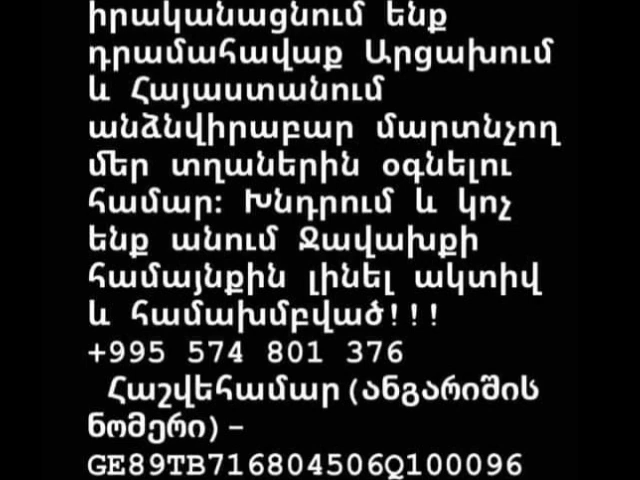 իրականացնում ենք
դրամահավաք Արցախում
և Հայաստանում
անձնվիրաբար մարտնչող
մեր տղաներին օգնելու
համար։ Խնդրում և կոչ
ենք անում Ջավախքի
համայնքին լինել ակտիվ
և համախմբված!!!
+995 574 801 376
Հաշվեհամար(ანგარიშის
ნომერი)-
GE89TB716804506Q100096